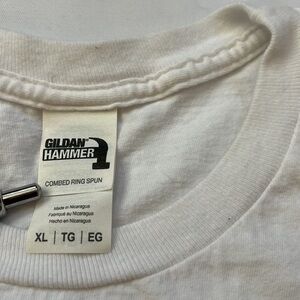 GILDAN
HAMMER
COMBED RING SPUN
Made in Nicaragua
Fabriqué au Nicaragua
Hecho en Nicaragua
XL | TG | EG